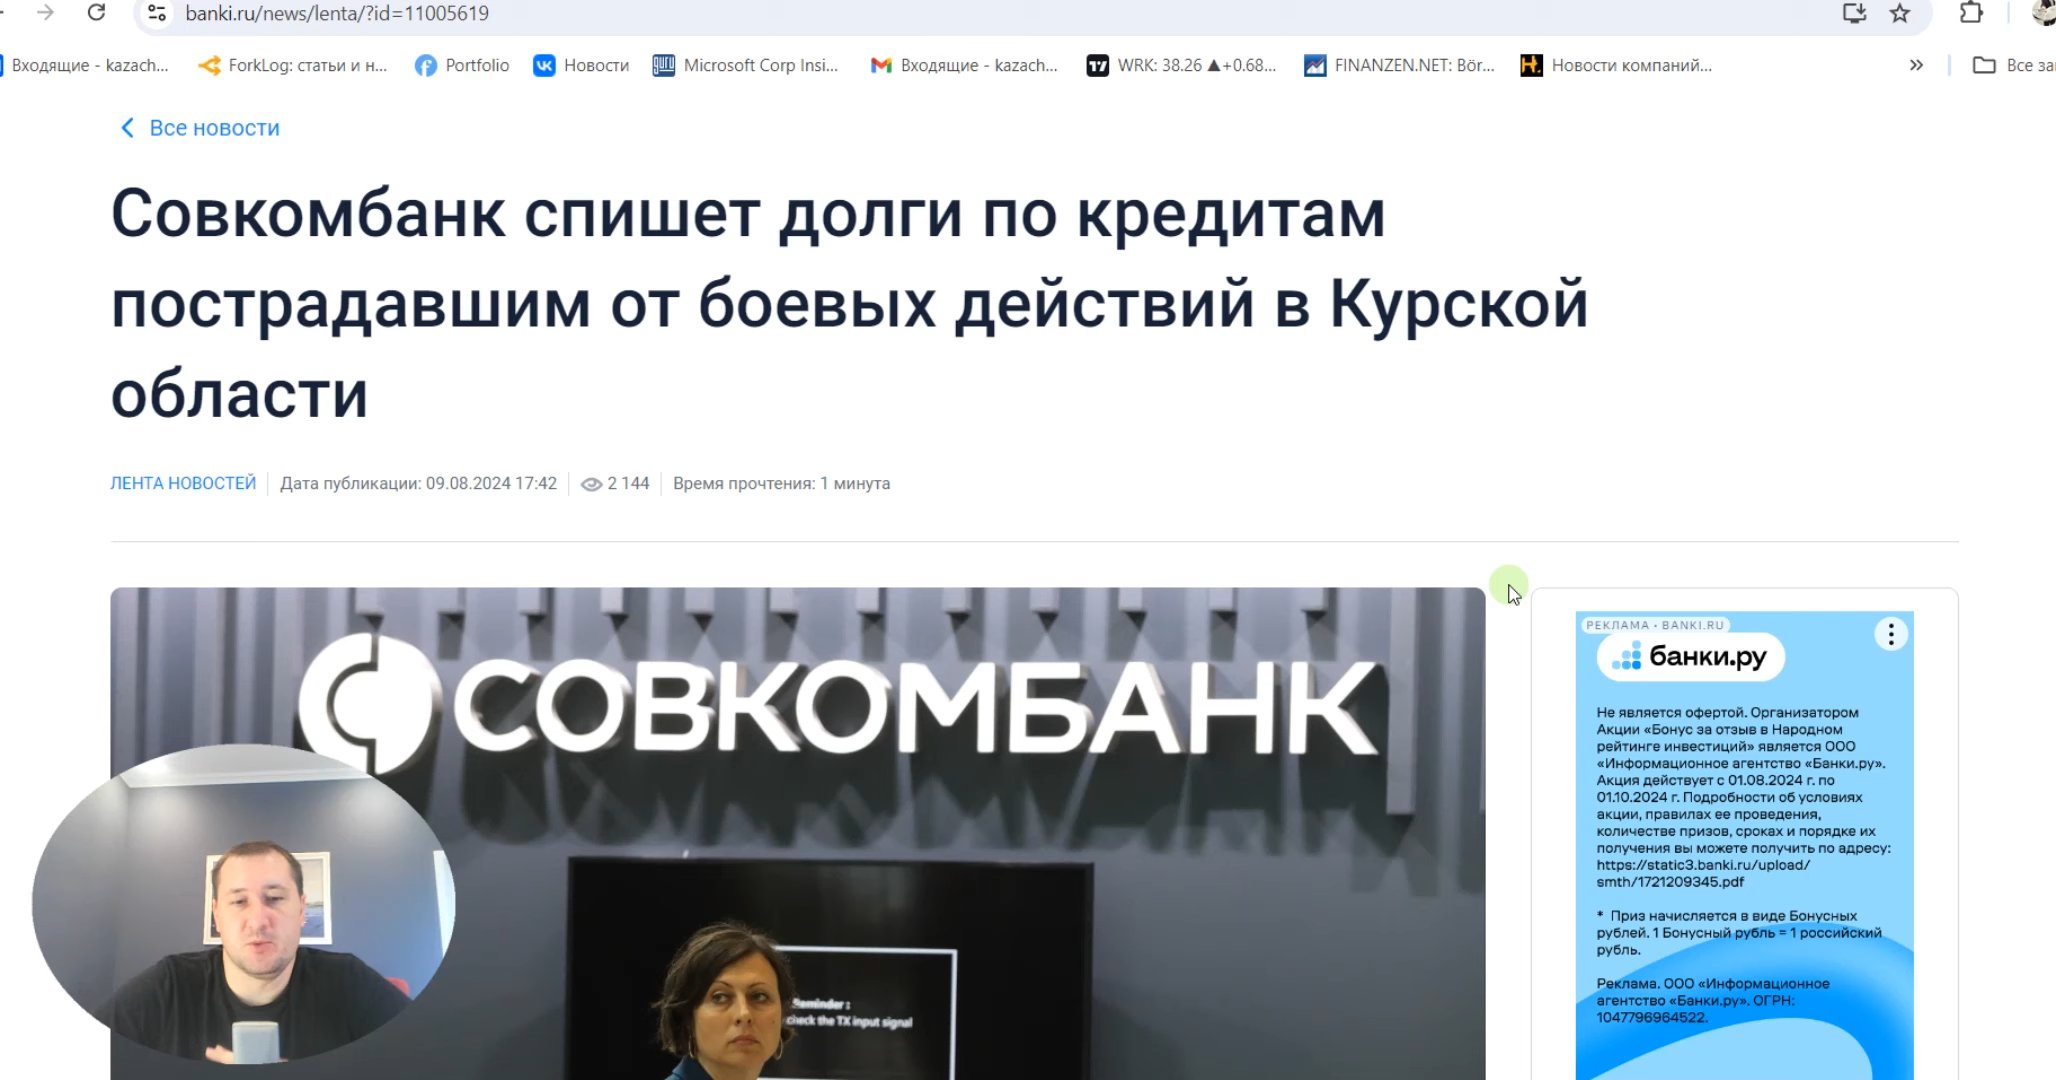 banki.ru/news/lenta/?id=11005619
Входящие - kazach... ForkLog: статьи и н... Portfolio Новости Microsoft Corp Insi... Входящие - kazach... WRK: 38.26 ▲+0.68... FINANZEN.NET: Bör... Новости компаний... » Все за
Все новости
Совкомбанк спишет долги по кредитам
пострадавшим от боевых действий в Курской
области
ЛЕНТА НОВОСТЕЙ Дата публикации: 09.08.2024 17:42 2 144 Время прочтения: 1 минута
СОВКОМБАНК
Reminder :
check the TX input signal
РЕКЛАМА • BANKI.RU
банки.ру
Не является офертой. Организатором
Акции «Бонус за отзыв в Народном
рейтинге инвестиций» является ООО
«Информационное агентство «Банки.ру».
Акция действует с 01.08.2024 г. по
01.10.2024 г. Подробности об условиях
акции, правилах ее проведения,
количестве призов, сроках и порядке их
получения вы можете получить по адресу:
https://static3.banki.ru/upload/
smth/1721209345.pdf
* Приз начисляется в виде Бонусных
рублей. 1 Бонусный рубль = 1 российский
рубль.
Реклама. ООО «Информационное
агентство «Банки.ру». ОГРН:
1047796964522.